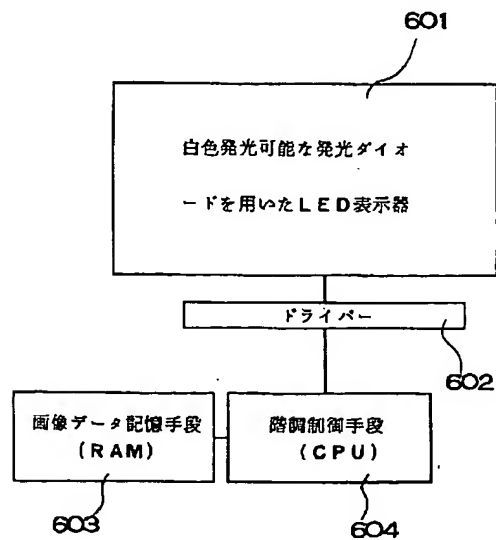 601
白色発光可能な発光ダイオ
ードを用いたLED表示器
ドライバー
602
画像データ記憶手段
(RAM)
階調制御手段
(CPU)
603
604